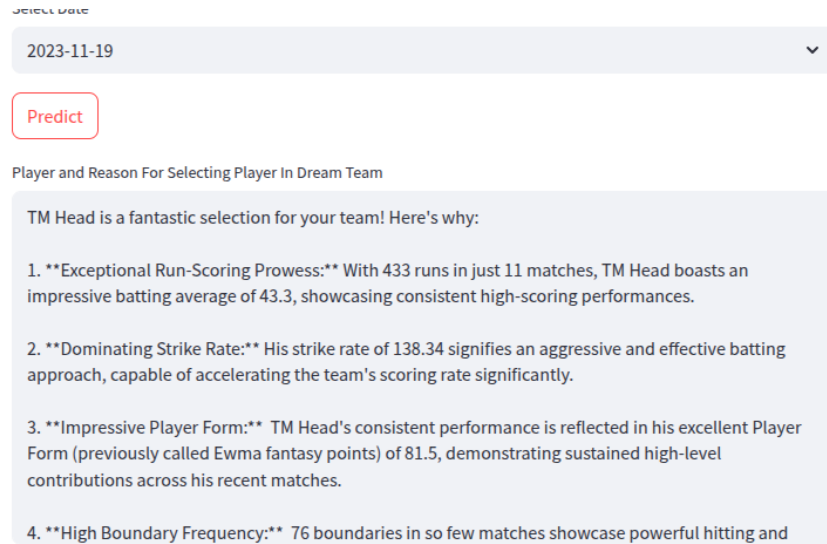 Select Date
2023-11-19
Predict
Player and Reason For Selecting Player In Dream Team
TM Head is a fantastic selection for your team! Here's why:
1. **Exceptional Run-Scoring Prowess:** With 433 runs in just 11 matches, TM Head boasts an
impressive batting average of 43.3, showcasing consistent high-scoring performances.
2. **Dominating Strike Rate:** His strike rate of 138.34 signifies an aggressive and effective batting
approach, capable of accelerating the team's scoring rate significantly.
3. **Impressive Player Form:**  TM Head's consistent performance is reflected in his excellent Player
Form (previously called Ewma fantasy points) of 81.5, demonstrating sustained high-level
contributions across his recent matches.
4. **High Boundary Frequency:**  76 boundaries in so few matches showcase powerful hitting and